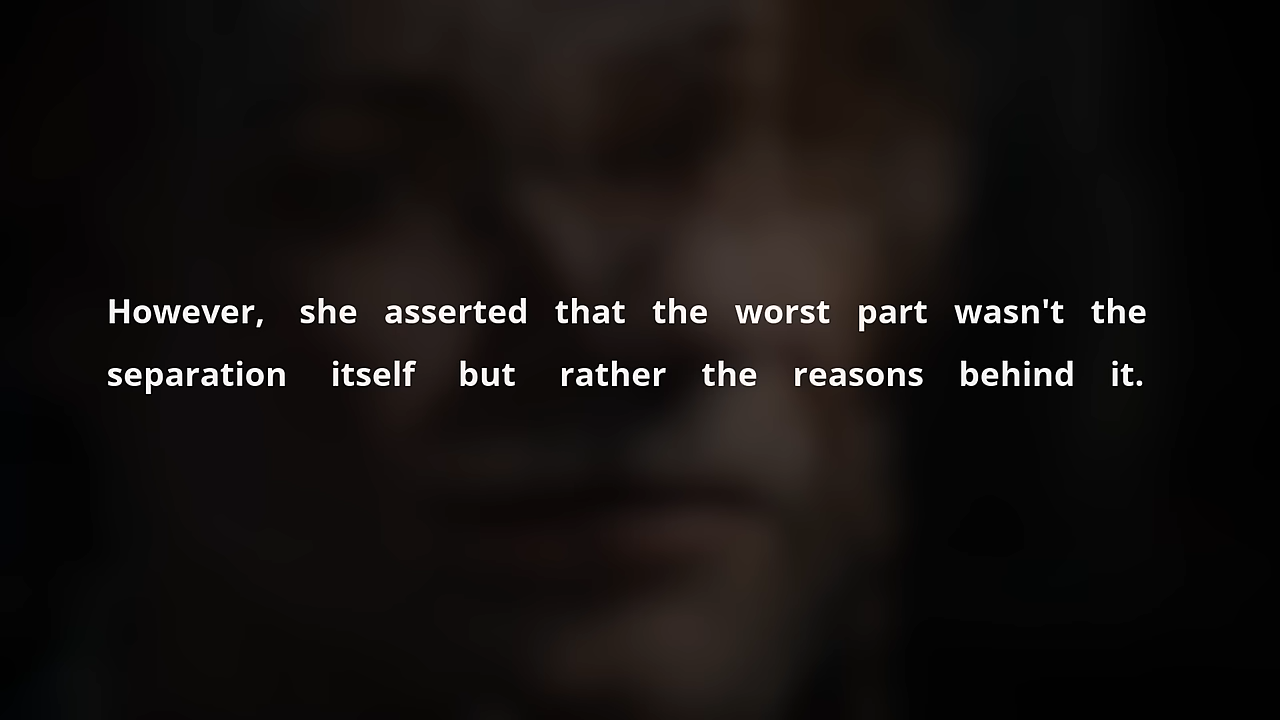 However, she asserted that the worst part wasn't the
separation itself but rather the reasons behind it.